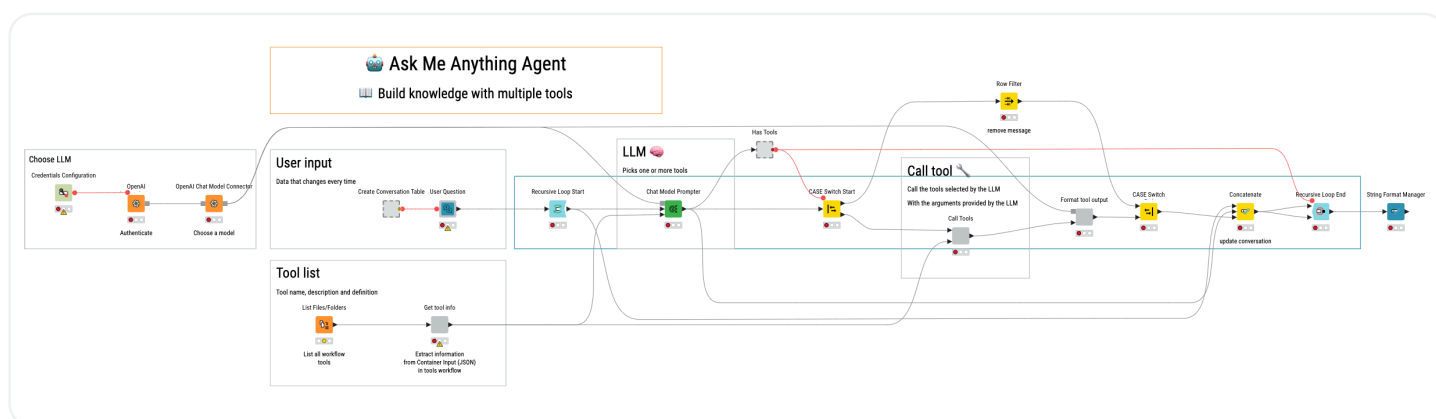 🤖 Ask Me Anything Agent
📖 Build knowledge with multiple tools
Choose LLM
Credentials Configuration
OpenAI
Authenticate
OpenAI Chat Model Connector
Choose a model
User input
Data that changes every time
Create Conversation Table
User Question
Tool list
Tool name, description and definition
List Files/Folders
List all workflow
tools
Get tool info
Extract information
from Container Input (JSON)
in tools workflow
Recursive Loop Start
LLM 🧠
Picks one or more tools
Chat Model Prompter
Has Tools
CASE Switch Start
Row Filter
remove message
Call tool 🔧
Call the tools selected by the LLM
With the arguments provided by the LLM
Call Tools
Format tool output
CASE Switch
Concatenate
update conversation
Recursive Loop End
String Format Manager